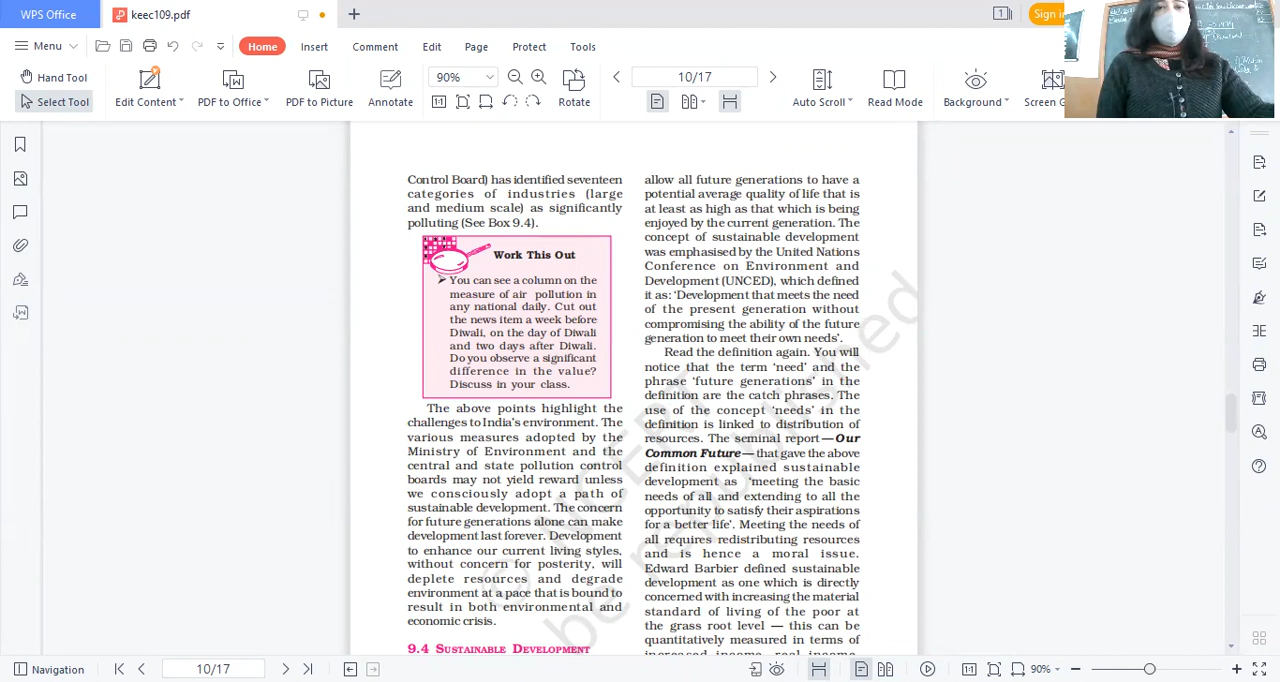 WPS Office
keec109.pdf
Sign in
Menu
Home
Insert
Comment
Edit
Page
Protect
Tools
Hand Tool
Select Tool
Edit Content
PDF to Office
PDF to Picture
Annotate
90%
Rotate
10/17
Auto Scroll
Read Mode
Background
Screen G
Control Board) has identified seventeen
categories of industries (large
and medium scale) as significantly
polluting (See Box 9.4).
Work This Out
➤ You can see a column on the
measure of air pollution in
any national daily. Cut out
the news item a week before
Diwali, on the day of Diwali
and two days after Diwali.
Do you observe a significant
difference in the value?
Discuss in your class.
The above points highlight the
challenges to India's environment. The
various measures adopted by the
Ministry of Environment and the
central and state pollution control
boards may not yield reward unless
we consciously adopt a path of
sustainable development. The concern
for future generations alone can make
development last forever. Development
to enhance our current living styles,
without concern for posterity, will
deplete resources and degrade
environment at a pace that is bound to
result in both environmental and
economic crisis.
9.4 SUSTAINABLE DEVELOPMENT
allow all future generations to have a
potential average quality of life that is
at least as high as that which is being
enjoyed by the current generation. The
concept of sustainable development
was emphasised by the United Nations
Conference on Environment and
Development (UNCED), which defined
it as: 'Development that meets the need
of the present generation without
compromising the ability of the future
generation to meet their own needs'.
Read the definition again. You will
notice that the term 'need' and the
phrase 'future generations' in the
definition are the catch phrases. The
use of the concept 'needs' in the
definition is linked to distribution of
resources. The seminal report — Our
Common Future — that gave the above
definition explained sustainable
development as 'meeting the basic
needs of all and extending to all the
opportunity to satisfy their aspirations
for a better life'. Meeting the needs of
all requires redistributing resources
and is hence a moral issue.
Edward Barbier defined sustainable
development as one which is directly
concerned with increasing the material
standard of living of the poor at
the grass root level — this can be
quantitatively measured in terms of
increased income, real income,
© NCERT
be republished
Navigation
10/17
90%